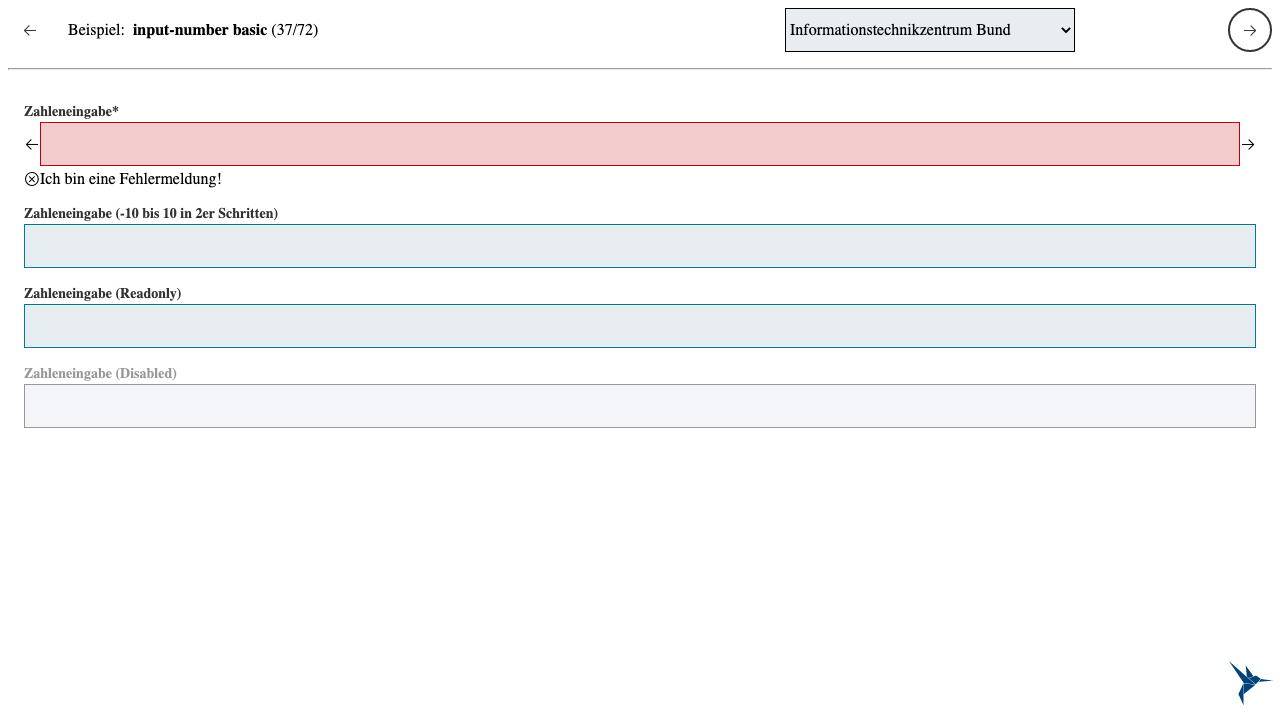 Beispiel: input-number basic (37/72)
Informationstechnikzentrum Bund
Zahleneingabe*
Ich bin eine Fehlermeldung!
Zahleneingabe (-10 bis 10 in 2er Schritten)
Zahleneingabe (Readonly)
Zahleneingabe (Disabled)